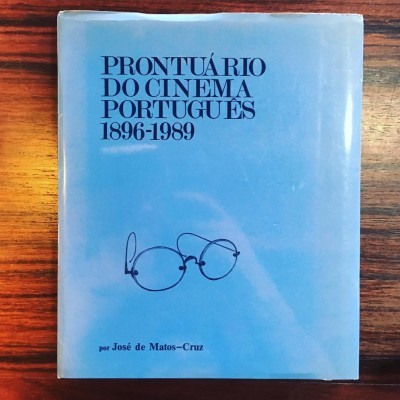 PRONTUÁRIO
DO CINEMA
PORTUGUÊS
1896-1989
por José de Matos-Cruz